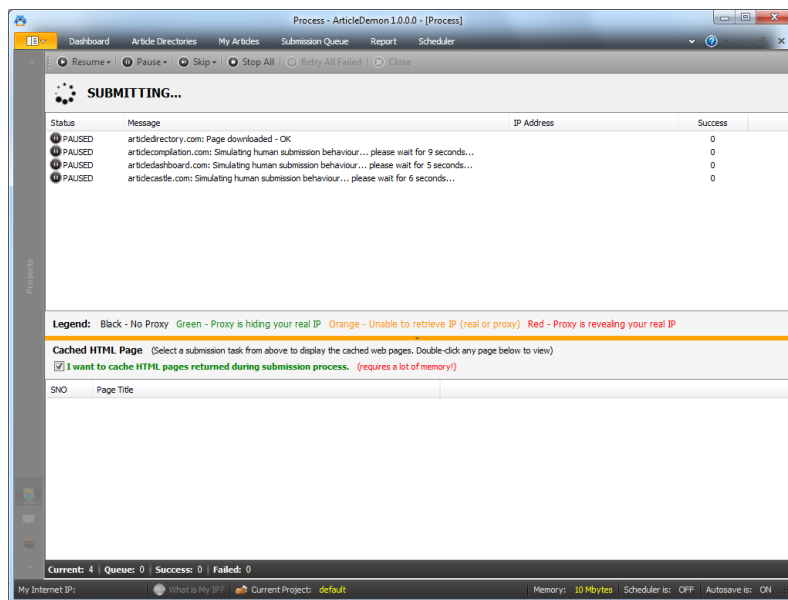 Process - ArticleDemon 1.0.0.0 - [Process]
Dashboard Article Directories My Articles Submission Queue Report Scheduler
Resume Pause Skip Stop All Retry All Failed Close
SUBMITTING...
Status Message IP Address Success
PAUSED articledirectory.com: Page downloaded - OK 0
PAUSED articlecompilation.com: Simulating human submission behaviour... please wait for 9 seconds... 0
PAUSED articledashboard.com: Simulating human submission behaviour... please wait for 5 seconds... 0
PAUSED articlecastle.com: Simulating human submission behaviour... please wait for 6 seconds... 0
Projects
Legend: Black - No Proxy Green - Proxy is hiding your real IP Orange - Unable to retrieve IP (real or proxy) Red - Proxy is revealing your real IP
Cached HTML Page (Select a submission task from above to display the cached web pages. Double-click any page below to view)
I want to cache HTML pages returned during submission process. (requires a lot of memory!)
SNO Page Title
Current: 4 Queue: 0 Success: 0 Failed: 0
My Internet IP: What is My IP? Current Project: default Memory: 10 Mbytes Scheduler is: OFF Autosave is: ON